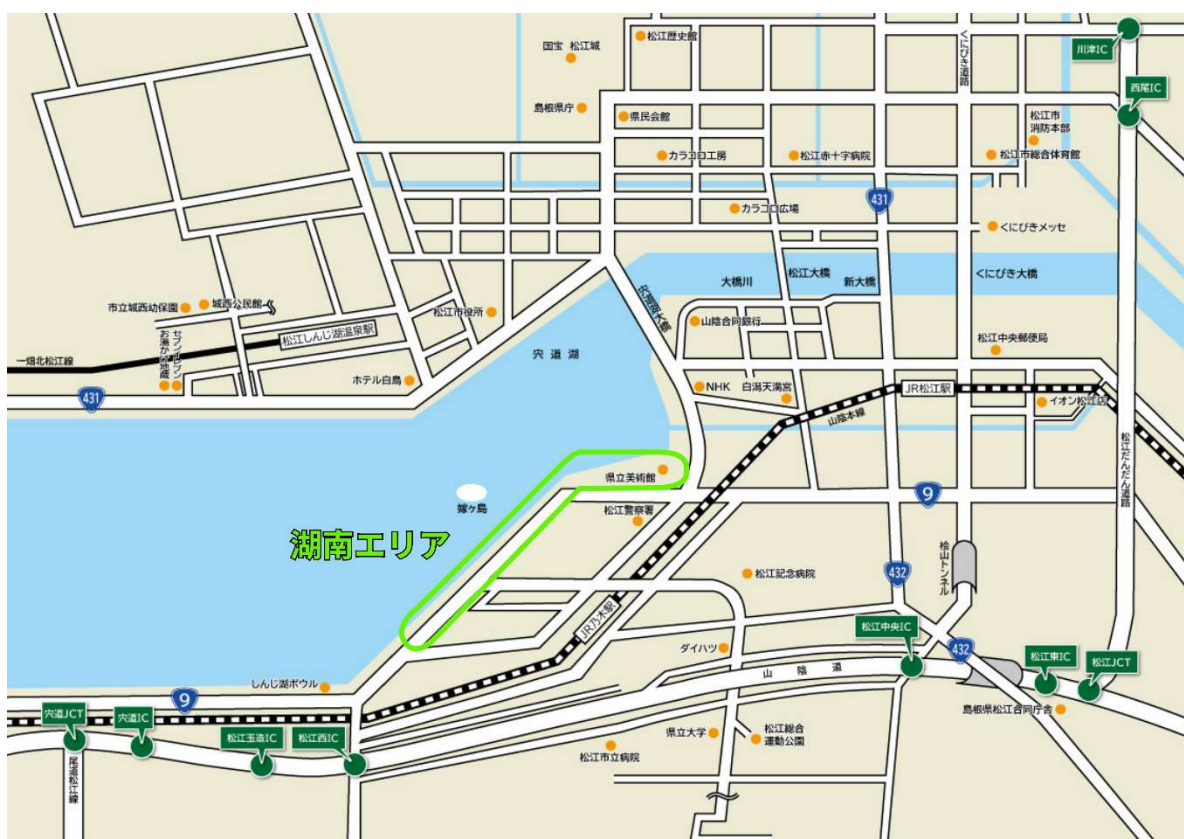 松江歴史館
国宝 松江城
川津IC
くにびき道路
西尾IC
島根県庁
県民会館
松江市
消防本部
カラコロ工房
松江赤十字病院
松江市総合体育館
431
カラコロ広場
くにびきメッセ
大橋川
松江大橋
新大橋
くにびき大橋
市立城西幼保園
城西公民館
松江市役所
宍道湖大橋
山陰合同銀行
松江しんじ湖温泉駅
セブンイレブン
お湯かけ地蔵
一畑北松江線
宍道湖
松江中央郵便局
ホテル白鳥
NHK
白潟天満宮
JR松江駅
イオン松江店
431
山陰本線
松江だんだん道路
県立美術館
嫁ヶ島
9
松江警察署
湖南エリア
桧山トンネル
松江記念病院
432
JR乃木駅
松江中央IC
432
ダイハツ
山陰道
松江東IC
松江JCT
しんじ湖ボウル
9
島根県松江合同庁舎
宍道JCT
宍道IC
松江玉造IC
松江西IC
県立大学
松江総合
運動公園
松江市立病院
尾道松江線